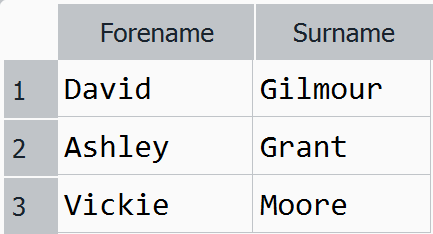 Forename Surname
1 David Gilmour
2 Ashley Grant
3 Vickie Moore